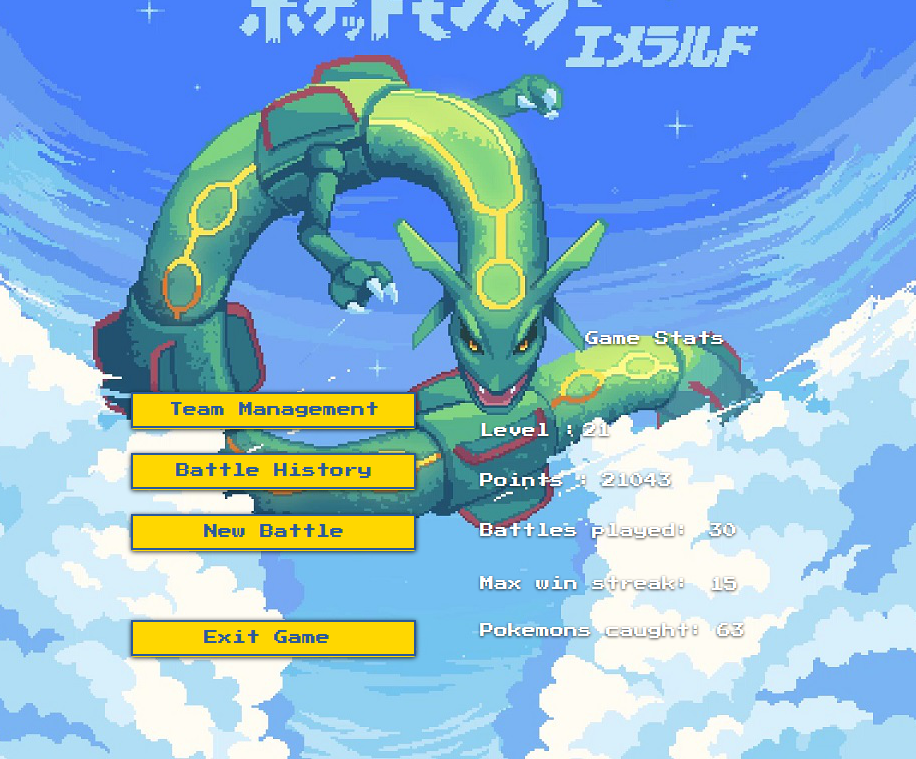 ポケットモンスター
エメラルド
Game Stats
Team Management
Battle History
New Battle
Exit Game
Level : 21
Points : 21043
Battles played: 30
Max win streak: 15
Pokemons caught: 63